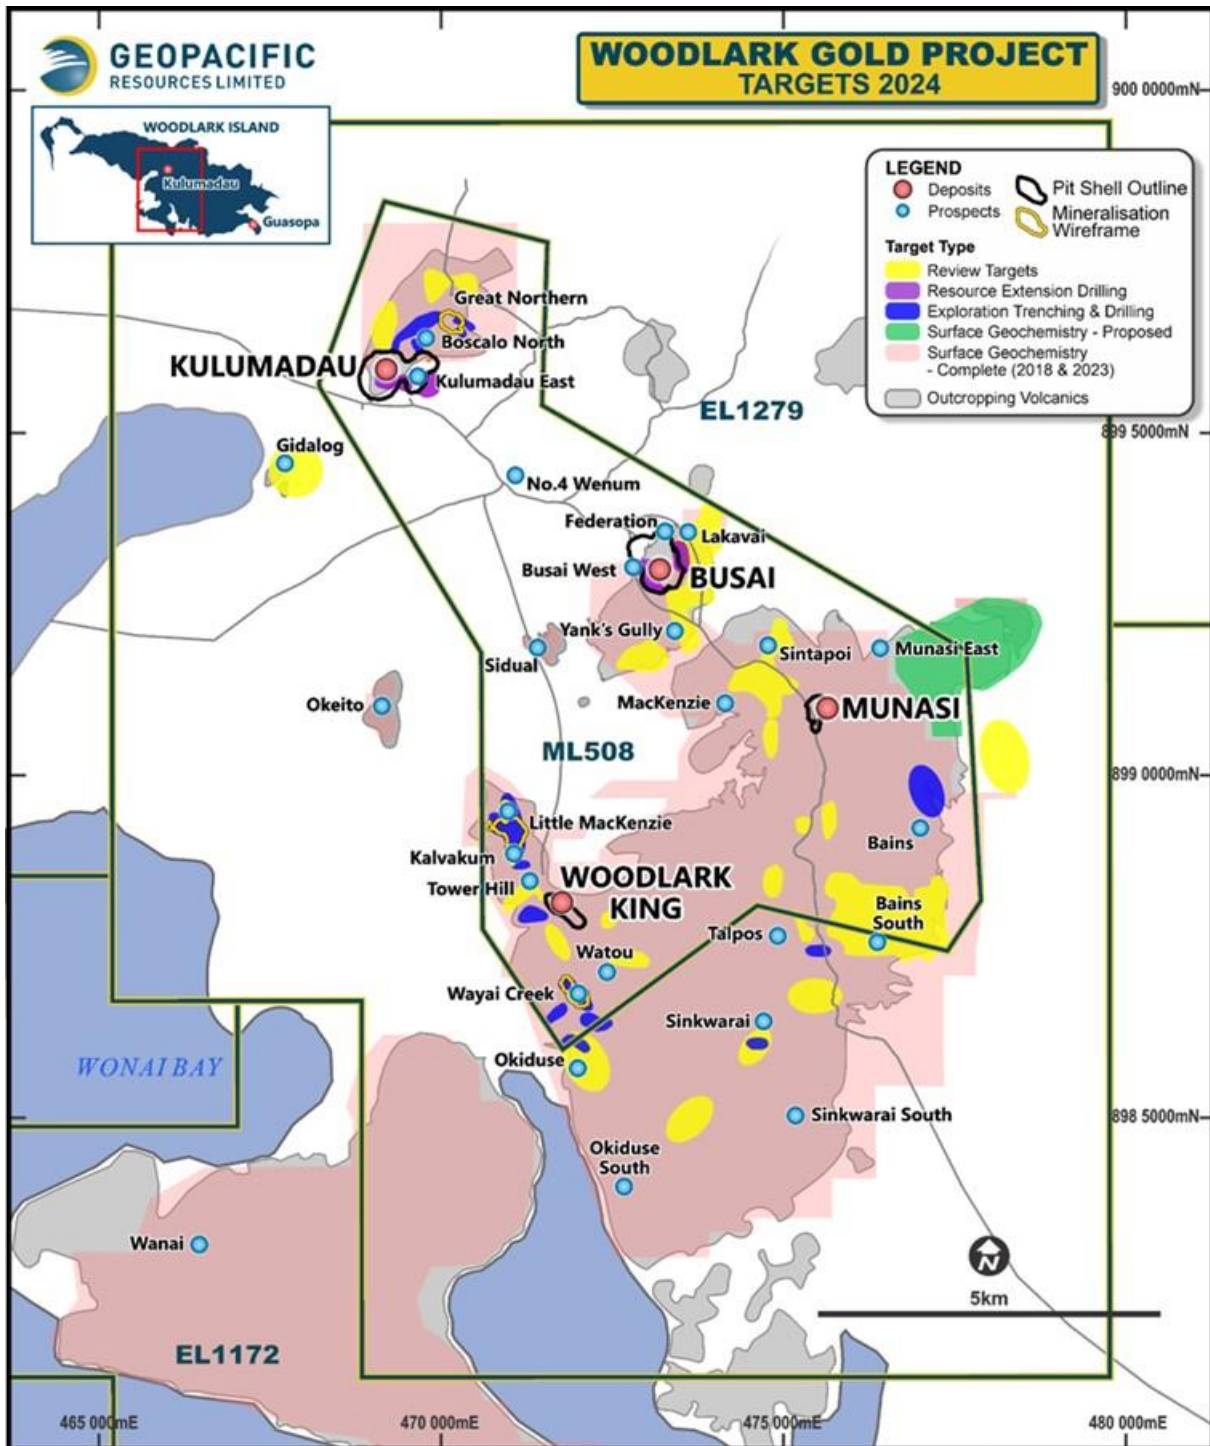 GEOPACIFIC
RESOURCES LIMITED
WOODLARK GOLD PROJECT
TARGETS 2024
900 0000mN
WOODLARK ISLAND
Kulumadau
Guasopa
LEGEND
Deposits
Prospects
Pit Shell Outline
Mineralisation
Wireframe
Target Type
Review Targets
Resource Extension Drilling
Exploration Trenching & Drilling
Surface Geochemistry - Proposed
Surface Geochemistry
- Complete (2018 & 2023)
Outcropping Volcanics
Great Northern
Boscalo North
KULUMADAU
Kulumadau East
EL1279
899 5000mN
Gidalog
No.4 Wenum
Federation
Lakavai
Busai West
BUSAI
Yank's Gully
Sidual
Sintapoi
Munasi East
Okeito
MacKenzie
MUNASI
ML508
899 0000mN
Little MacKenzie
Bains
Kalvakum
Tower Hill
WOODLARK
KING
Bains
South
Talpos
Watou
Wayai Creek
Sinkwarai
Okiduse
WONAI BAY
Sinkwarai South
898 5000mN
Okiduse
South
Wanai
N
5km
EL1172
465 000mE
470 000mE
475 000mE
480 000mE